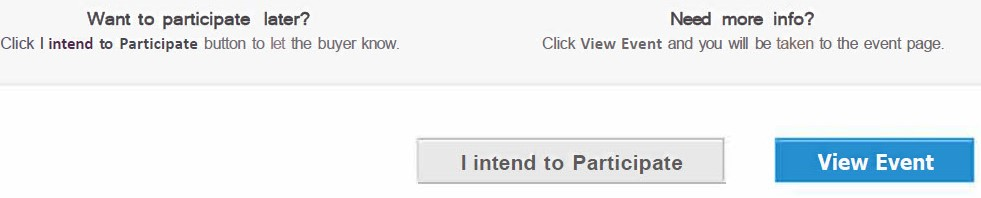 Want to participate later?
Click I intend to Participate button to let the buyer know.
Need more info?
Click View Event and you will be taken to the event page.
I intend to Participate
View Event